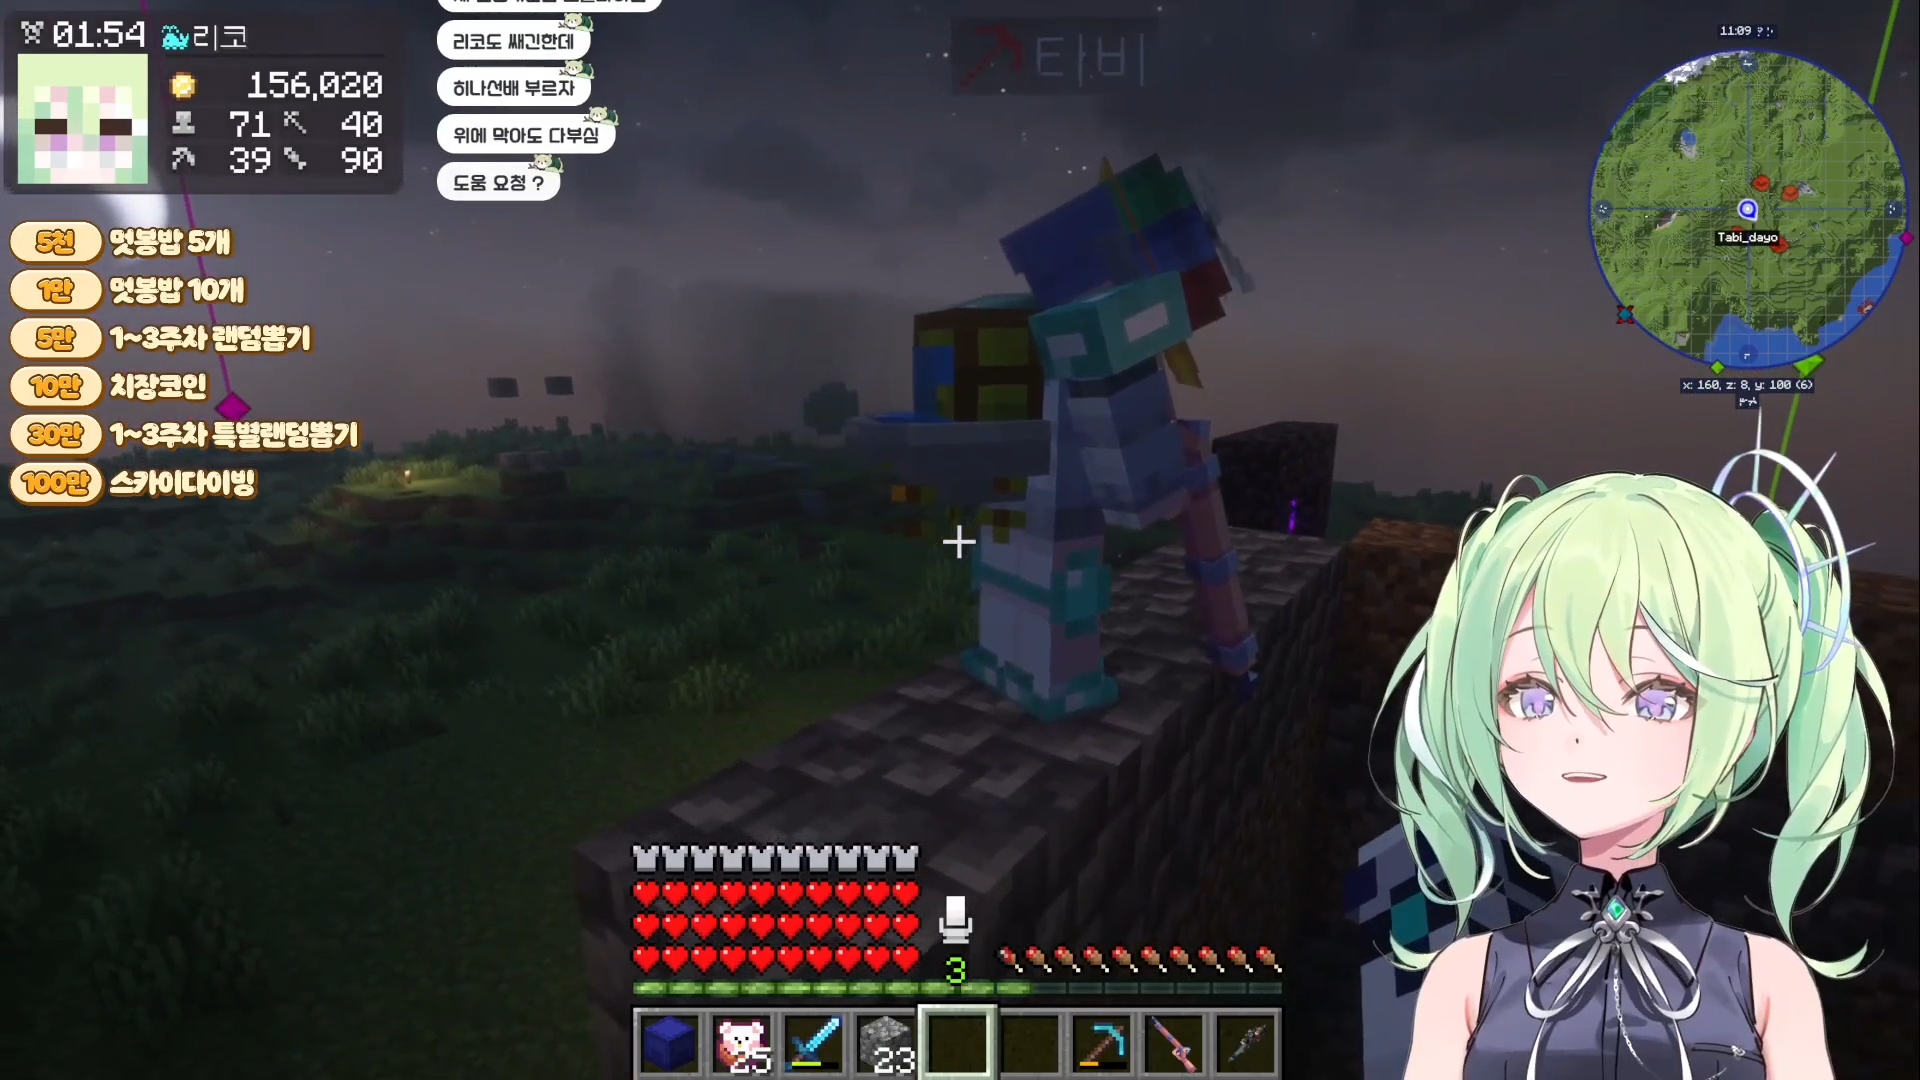 01:54 리코
156,020
71 40
39 90
리코도 쌔긴한데
히나선배 부르자
위에 막아도 다부심
도움 요청 ?
타비
11:09
Tabi_dayo
x: 160, z: 8, y: 100 (6)
5천 멋봉밥 5개
1만 멋봉밥 10개
5만 1~3주차 랜덤뽑기
10만 치장코인
30만 1~3주차 특별랜덤뽑기
100만 스카이다이빙
3
25
23